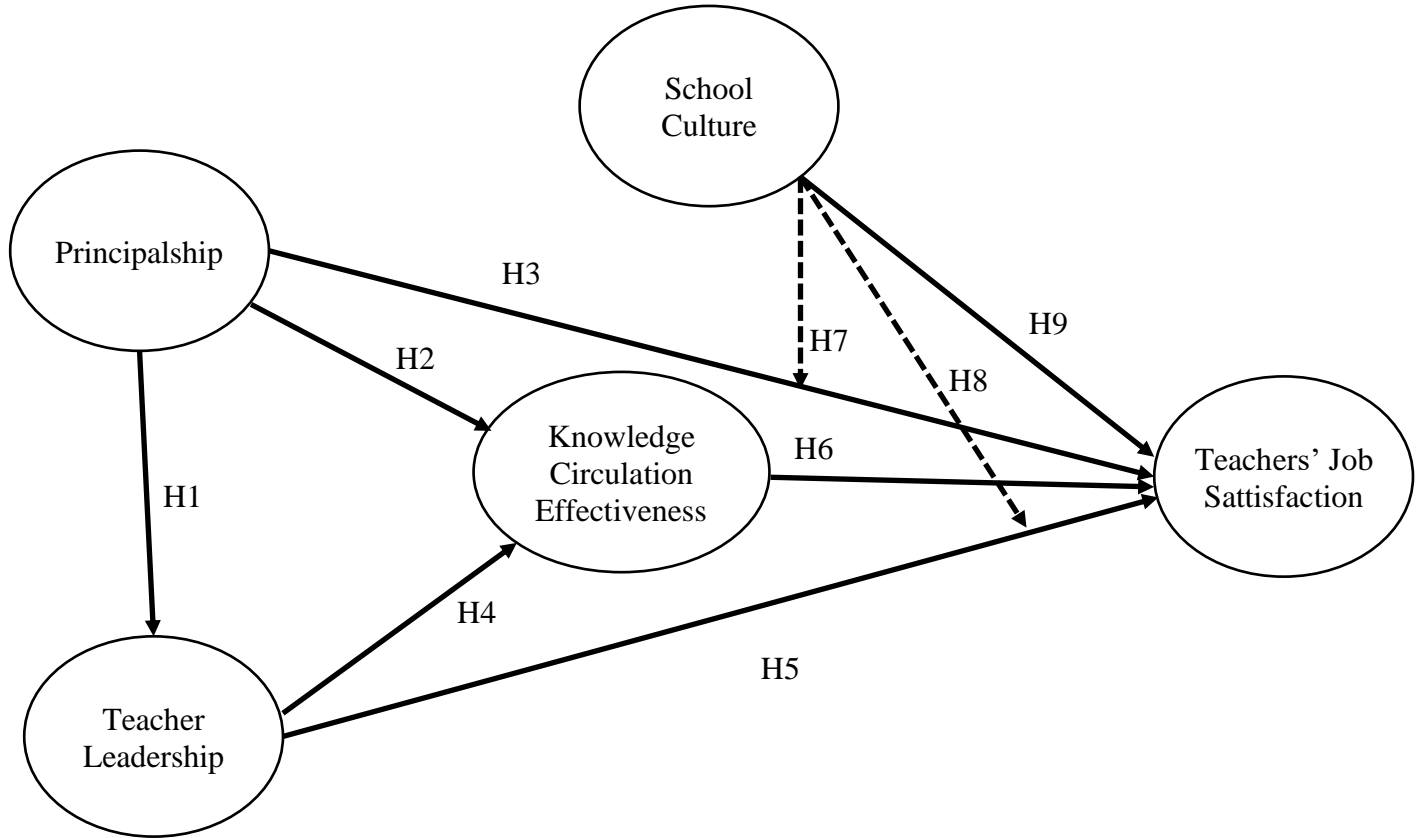 School
Culture
Principalship
H3
H9
H7
H2
H8
Knowledge
Circulation
Effectiveness
H6
Teachers’ Job
Sattisfaction
H1
H4
H5
Teacher
Leadership